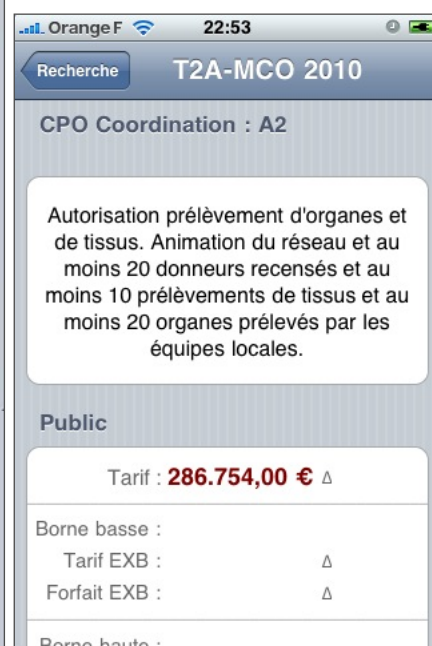 Orange F 22:53
Recherche T2A-MCO 2010
CPO Coordination : A2
Autorisation prélèvement d'organes et
de tissus. Animation du réseau et au
moins 20 donneurs recensés et au
moins 10 prélèvements de tissus et au
moins 20 organes prélevés par les
équipes locales.
Public
Tarif : 286.754,00 € Δ
Borne basse :
Tarif EXB : Δ
Forfait EXB : Δ
Borne haute :